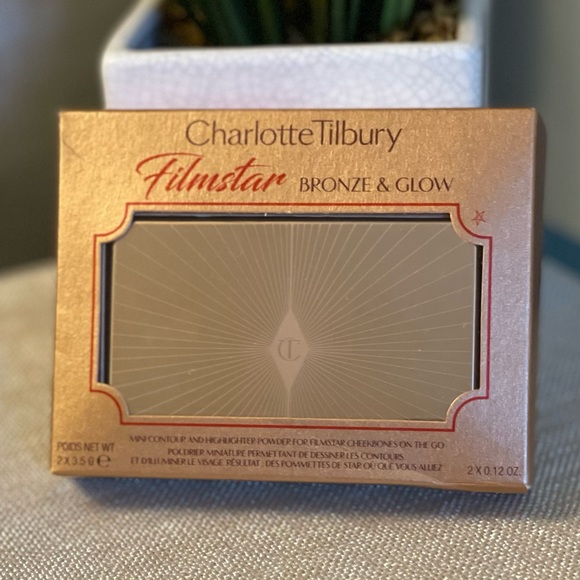 CharlotteTilbury
Filmstar BRONZE & GLOW
CT
MINI CONTOUR AND HIGHLIGHTER POWDER FOR FILMSTAR CHEEKBONES ON THE GO
POUDRIER MINIATURE PERMETTANT DE DESSINER LES CONTOURS
ET D'ILLUMINER LE VISAGE RÉSULTAT : DES POMMETTES DE STAR OÙ QUE VOUS ALLIEZ
POIDS NET WT
2 X 3.5 G ℮
2 X 0.12 OZ.